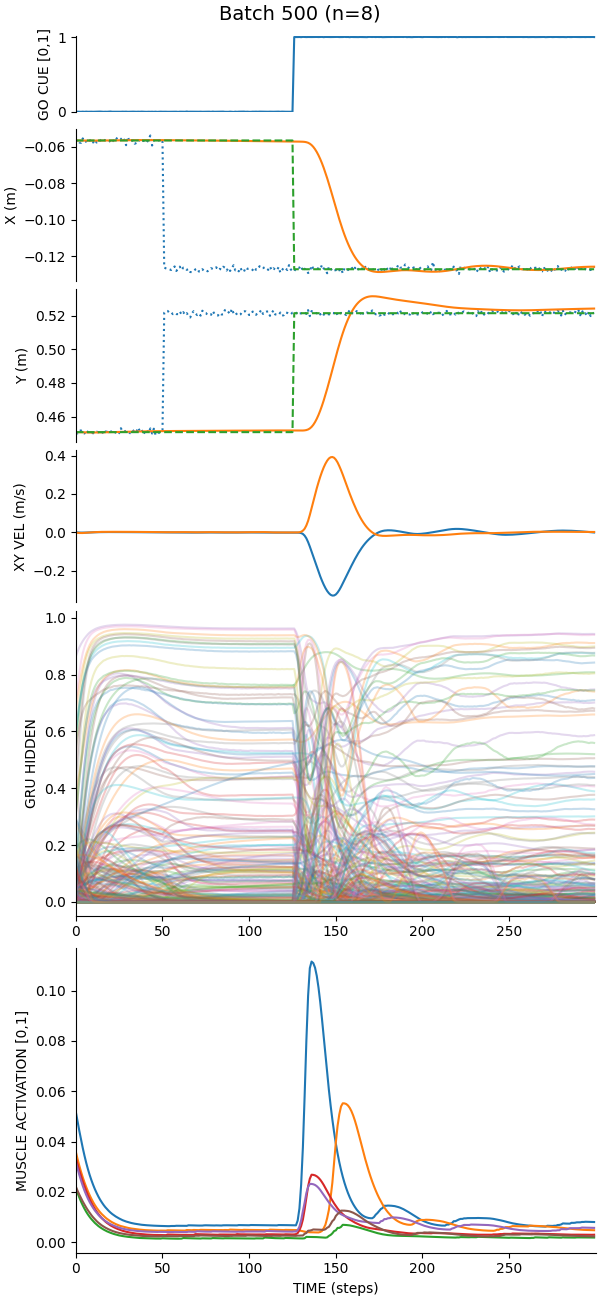 Batch 500 (n=8)
GO CUE [0,1]
1
0
X (m)
−0.06
−0.08
−0.10
−0.12
Y (m)
0.52
0.50
0.48
0.46
XY VEL (m/s)
0.4
0.2
0.0
−0.2
GRU HIDDEN
1.0
0.8
0.6
0.4
0.2
0.0
0 50 100 150 200 250
MUSCLE ACTIVATION [0,1]
0.10
0.08
0.06
0.04
0.02
0.00
0 50 100 150 200 250
TIME (steps)